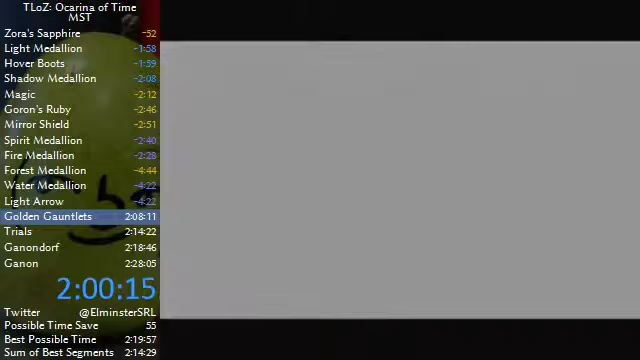 TLoZ: Ocarina of Time
MST
Zora's Sapphire -52
Light Medallion -1:58
Hover Boots -1:59
Shadow Medallion -2:08
Magic -2:12
Goron's Ruby -2:46
Mirror Shield -2:51
Spirit Medallion -2:40
Fire Medallion -2:28
Forest Medallion -4:44
Water Medallion -4:22
Light Arrow -4:22
Golden Gauntlets 2:08:11
Trials 2:14:22
Ganondorf 2:18:46
Ganon 2:28:05
2:00:15
Twitter @ElminsterSRL
Possible Time Save 55
Best Possible Time 2:19:57
Sum of Best Segments 2:14:29